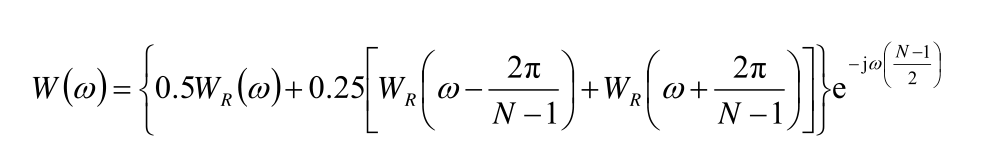 W(ω) = {0.5W_R(ω) + 0.25[W_R(ω − 2π/(N−1)) + W_R(ω + 2π/(N−1))]}e^{−jω((N−1)/2)}